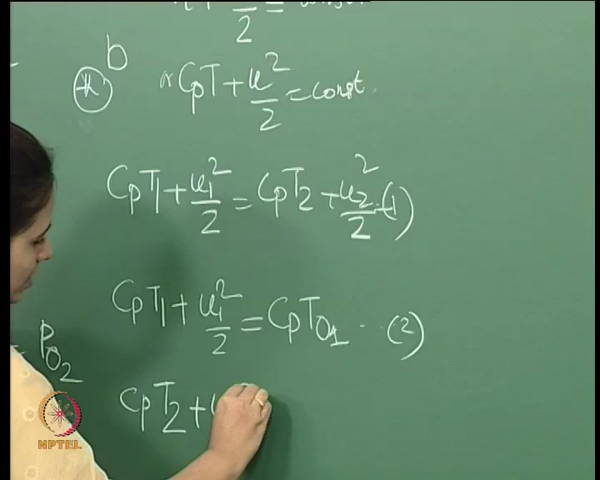 2 = const
b
* CpT + u²/2 = const.
CpT₁ + u₁²/2 = CpT₂ + u₂²/2 -(1)
CpT₁ + u₁²/2 = CpT₀₁ -- (2)
P₀₂
CpT₂ + u
NPTEL